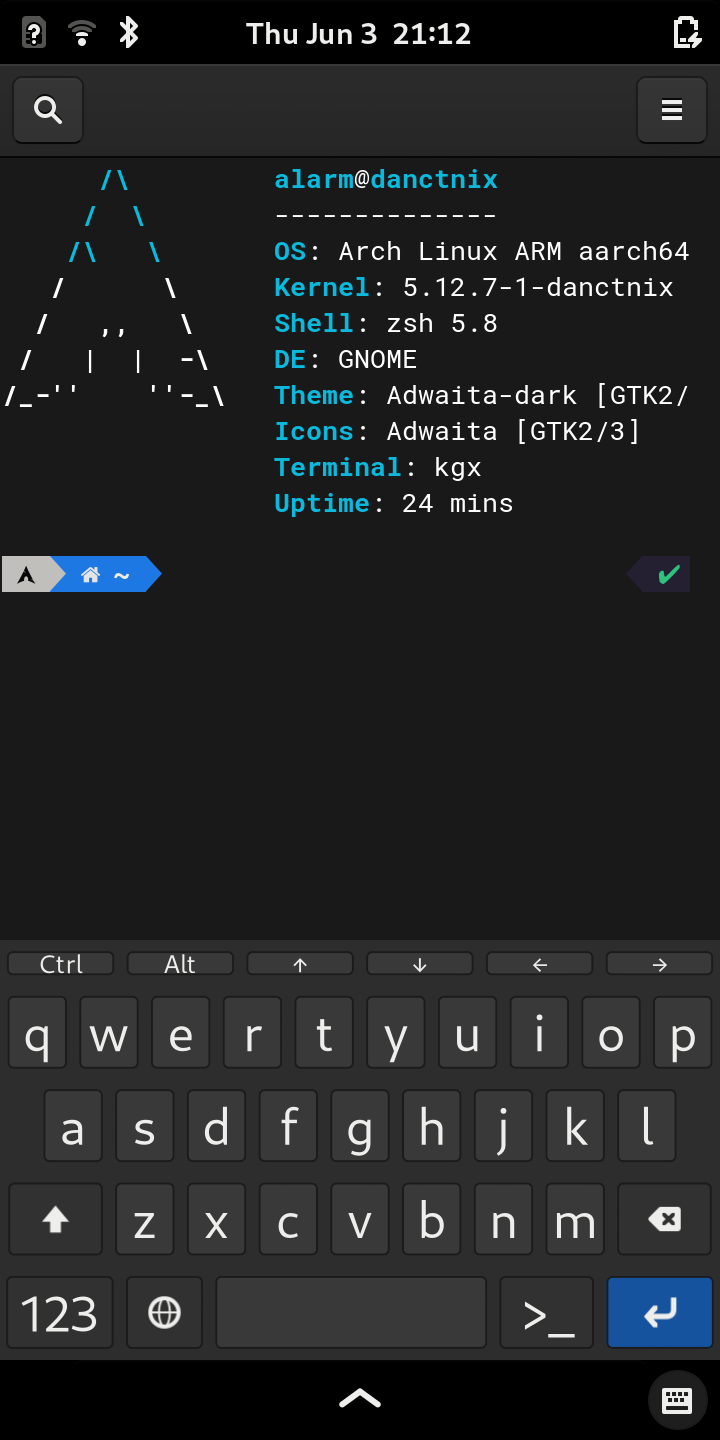 Thu Jun 3 21:12
alarm@danctnix
--------------
OS: Arch Linux ARM aarch64
Kernel: 5.12.7-1-danctnix
Shell: zsh 5.8
DE: GNOME
Theme: Adwaita-dark [GTK2/
Icons: Adwaita [GTK2/3]
Terminal: kgx
Uptime: 24 mins
~ ✔
Ctrl Alt ↑ ↓ ← →
q w e r t y u i o p
a s d f g h j k l
z x c v b n m
123 >_